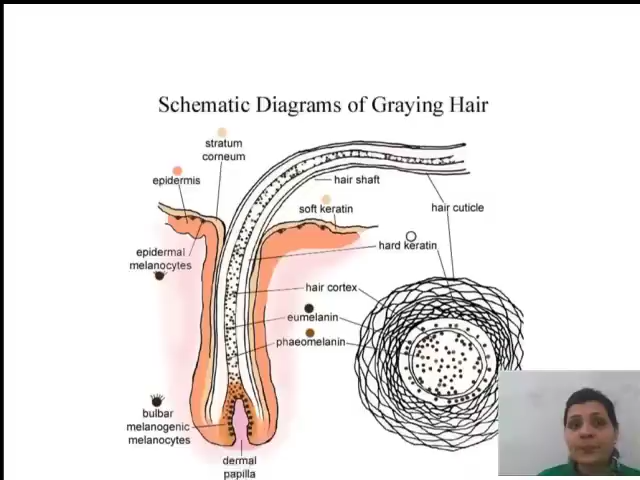 Schematic Diagrams of Graying Hair
stratum
corneum
epidermis
hair shaft
soft keratin
hair cuticle
epidermal
melanocytes
hard keratin
hair cortex
eumelanin
phaeomelanin
bulbar
melanogenic
melanocytes
dermal
papilla